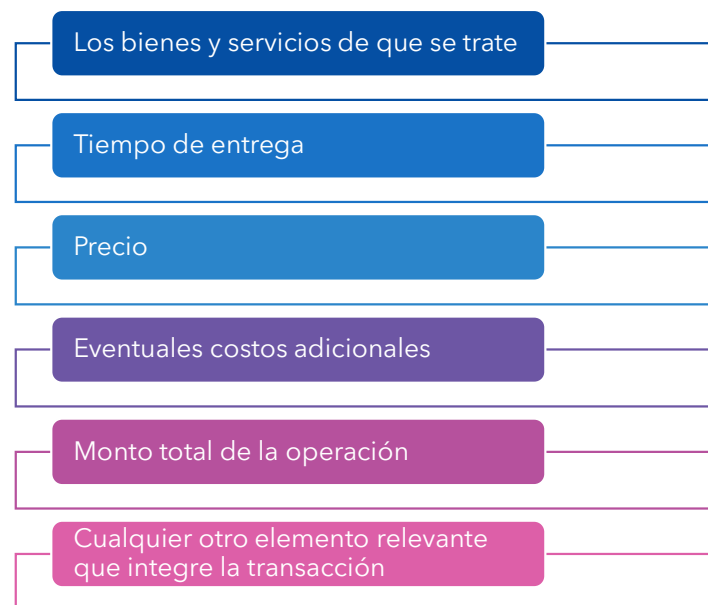 Los bienes y servicios de que se trate
Tiempo de entrega
Precio
Eventuales costos adicionales
Monto total de la operación
Cualquier otro elemento relevante
que integre la transacción